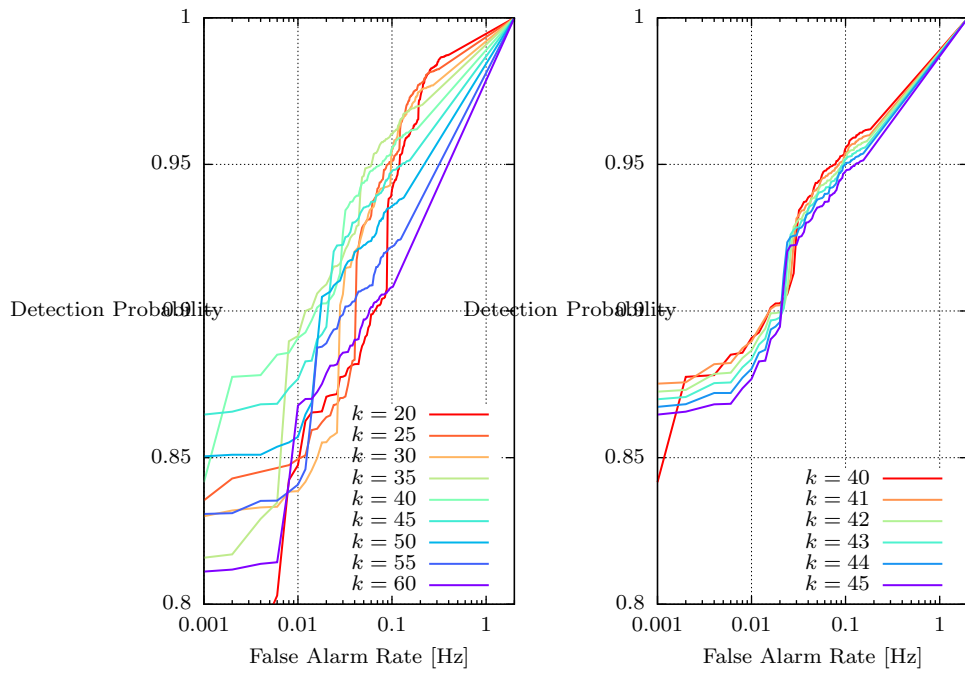 1
0.95
Detection Probability
0.9
0.85
0.8
k = 20
k = 25
k = 30
k = 35
k = 40
k = 45
k = 50
k = 55
k = 60
0.001
0.01
0.1
1
False Alarm Rate [Hz]
1
0.95
Detection Probability
0.9
0.85
0.8
k = 40
k = 41
k = 42
k = 43
k = 44
k = 45
0.001
0.01
0.1
1
False Alarm Rate [Hz]